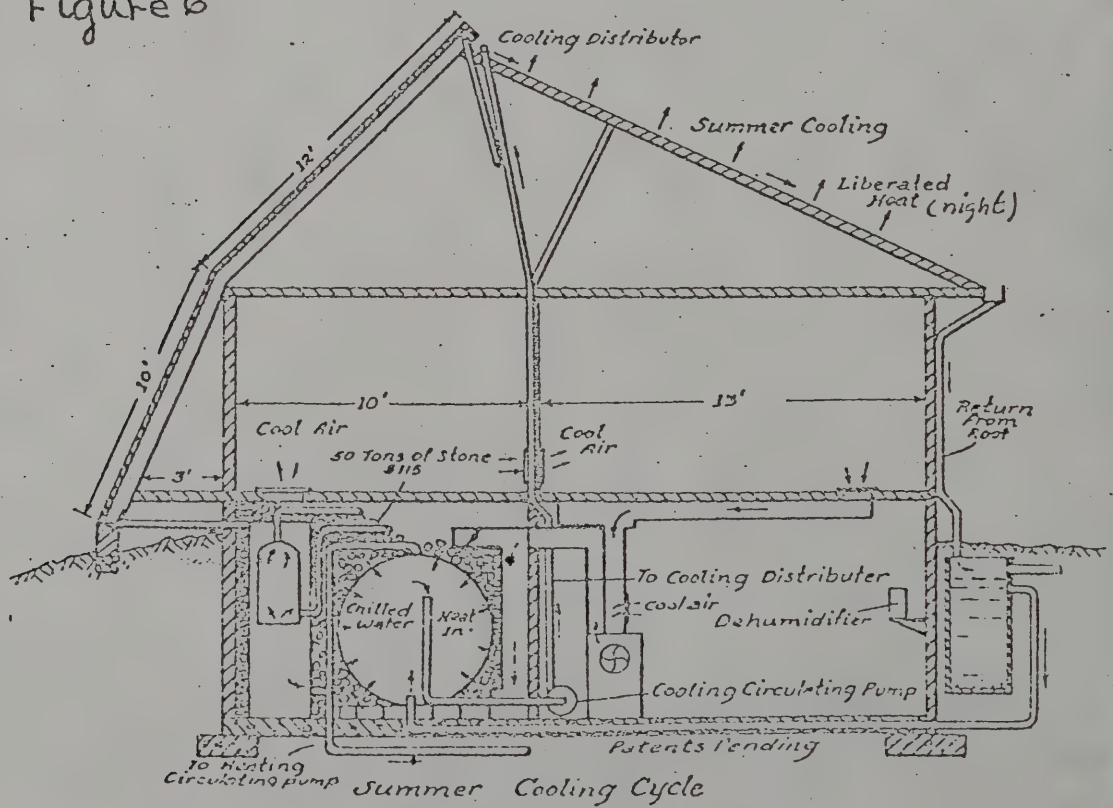 Figure 6
Cooling Distributor
Summer Cooling
Liberated
Heat (night)
12'
10'
3'
10'
13'
Cool Air
50 Tons of Stone
$115
Cool
Air
Return
From
Roof
Chilled
Water
Heat
In
To Cooling Distributer
Cool air
Dehumidifier
Cooling Circulating Pump
Patents Pending
To Heating
Circulating pump
Summer Cooling Cycle